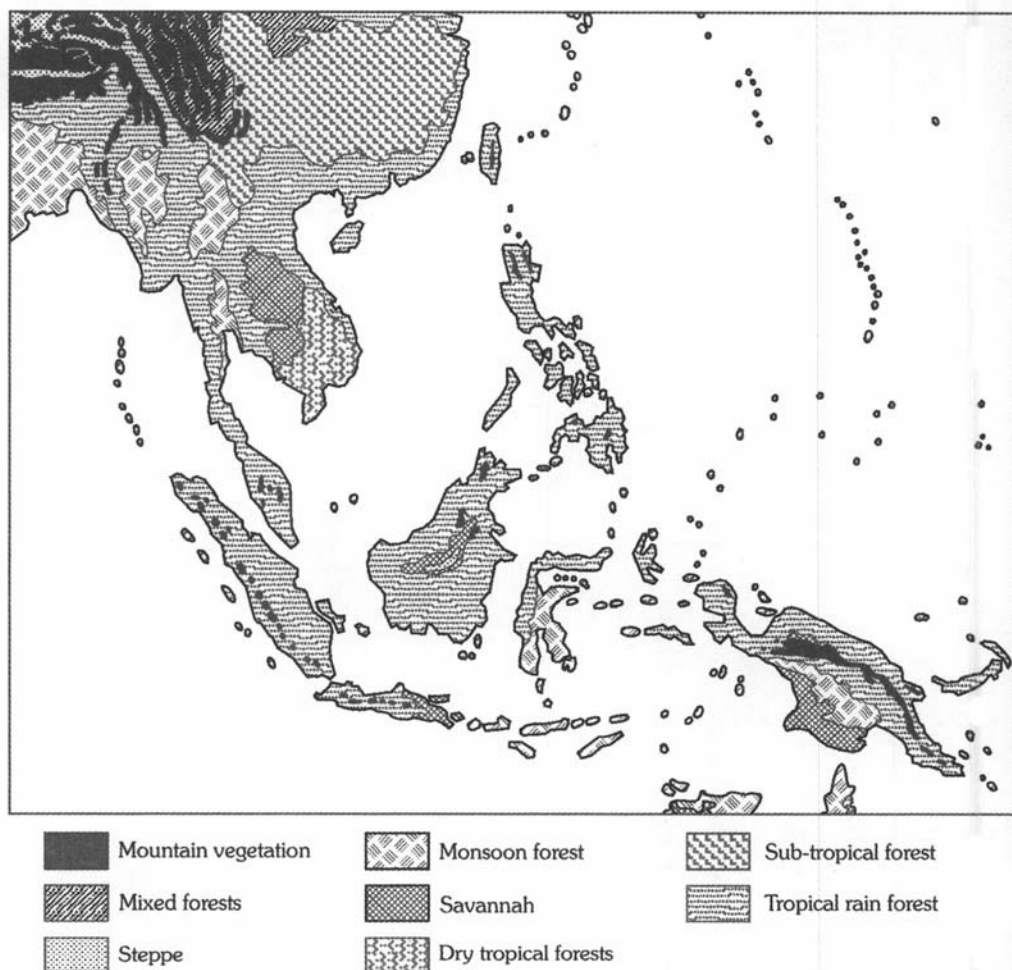 Mountain vegetation
Monsoon forest
Sub-tropical forest
Mixed forests
Savannah
Tropical rain forest
Steppe
Dry tropical forests